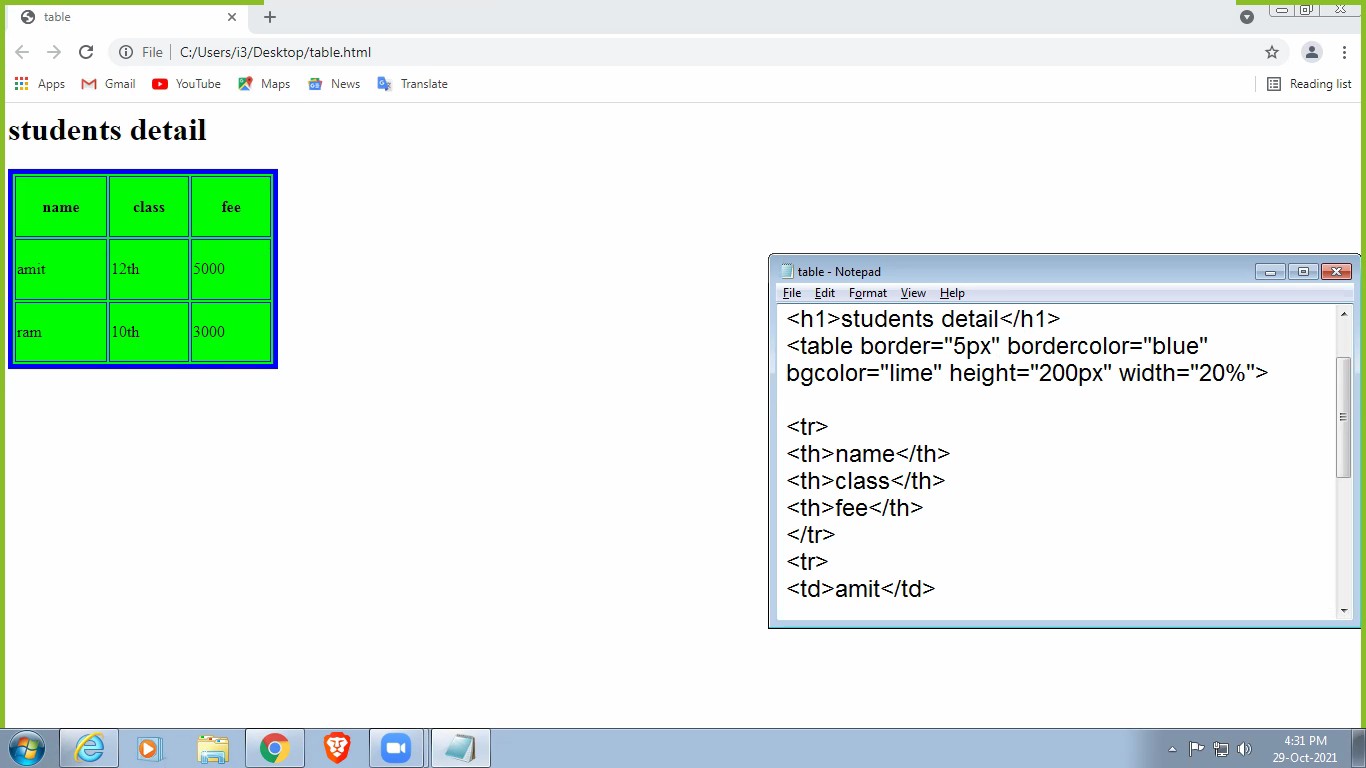 table
File C:/Users/i3/Desktop/table.html
Apps Gmail YouTube Maps News Translate Reading list
students detail
name class fee
amit 12th 5000
ram 10th 3000
table - Notepad
File Edit Format View Help
<h1>students detail</h1>
<table border="5px" bordercolor="blue"
bgcolor="lime" height="200px" width="20%">
<tr>
<th>name</th>
<th>class</th>
<th>fee</th>
</tr>
<tr>
<td>amit</td>
4:31 PM
29-Oct-2021